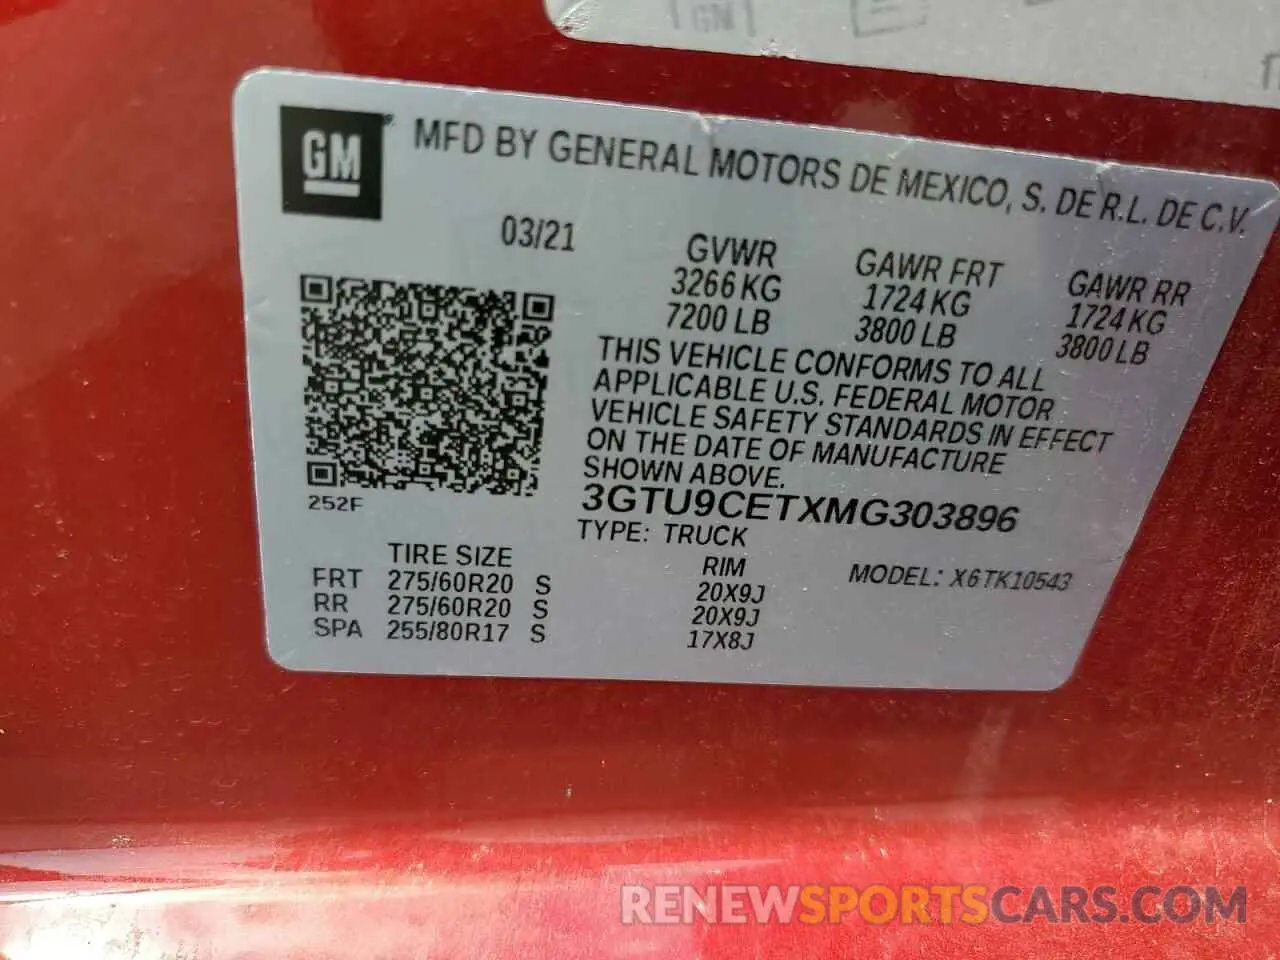 GM
GM
MFD BY GENERAL MOTORS DE MEXICO, S. DE R.L. DE C.V.
03/21
GVWR
3266 KG
7200 LB
GAWR FRT
1724 KG
3800 LB
GAWR RR
1724 KG
3800 LB
THIS VEHICLE CONFORMS TO ALL
APPLICABLE U.S. FEDERAL MOTOR
VEHICLE SAFETY STANDARDS IN EFFECT
ON THE DATE OF MANUFACTURE
SHOWN ABOVE.
3GTU9CETXMG303896
252F
TYPE: TRUCK
TIRE SIZE RIM MODEL: X6TK10543
FRT 275/60R20 S 20X9J
RR 275/60R20 S 20X9J
SPA 255/80R17 S 17X8J
RENEWSPORTSCARS.COM